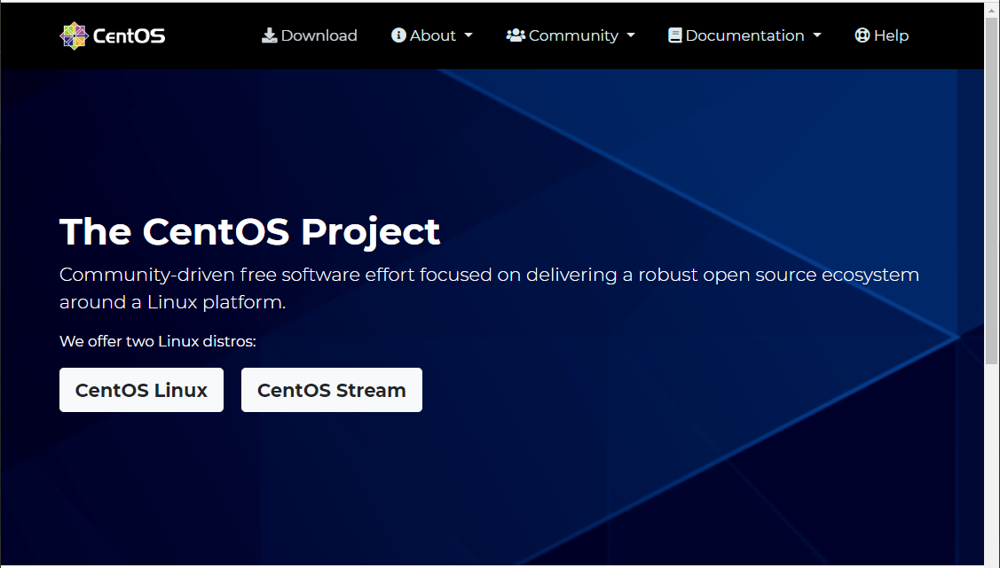 CentOS Download About Community Documentation Help
The CentOS Project
Community-driven free software effort focused on delivering a robust open source ecosystem
around a Linux platform.
We offer two Linux distros:
CentOS Linux CentOS Stream